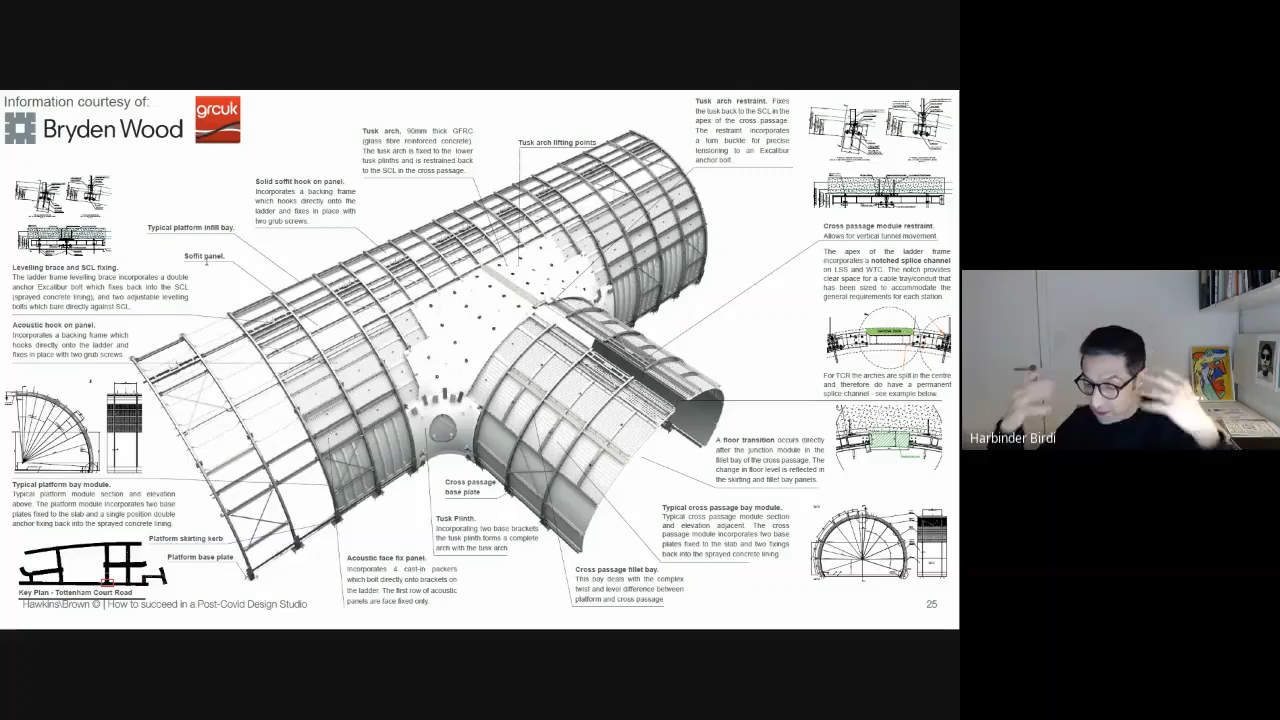 Information courtesy of:
Bryden Wood
grcuk
Tusk arch, 90mm thick GFRC
(glass fibre reinforced concrete).
The tusk arch is fixed to the lower
tusk plinths and is restrained back
to the SCL in the cross passage.
Tusk arch lifting points
Tusk arch restraint. Fixes
the tusk back to the SCL in the
apex of the cross passage.
The restraint incorporates
a turn buckle for precise
tensioning to an Excalibur
anchor bolt.
Solid soffit hook on panel.
Incorporates a backing frame
which hooks directly onto the
ladder and fixes in place with
two grub screws.
Typical platform infill bay.
Soffit panel.
Levelling brace and SCL fixing.
The ladder frame levelling brace incorporates a double
anchor Excalibur bolt which fixes back into the SCL
(sprayed concrete lining), and two adjustable levelling
bolts which bare directly against SCL.
Acoustic hook on panel.
Incorporates a backing frame which
hooks directly onto the ladder and
fixes in place with two grub screws.
Cross passage module restraint.
Allows for vertical tunnel movement.
The apex of the ladder frame
incorporates a notched splice channel
on LSS and WTC. The notch provides
clear space for a cable tray/conduit that
has been sized to accommodate the
general requirements for each station.
For TCR the arches are split in the centre
and therefore do have a permanent
splice channel - see example below.
A floor transition occurs directly
after the junction module in the
fillet bay of the cross passage. The
change in floor level is reflected in
the skirting and fillet bay panels.
Typical platform bay module.
Typical platform module section and elevation
above. The platform module incorporates two base
plates fixed to the slab and a single position double
anchor fixing back into the sprayed concrete lining.
Platform skirting kerb
Platform base plate
Key Plan - Tottenham Court Road
Cross passage
base plate
Tusk Plinth.
Incorporating two base brackets
the tusk plinth forms a complete
arch with the tusk arch
Acoustic face fix panel.
Incorporates 4 cast-in packers
which bolt directly onto brackets on
the ladder. The first row of acoustic
panels are face fixed only.
Cross passage fillet bay.
This bay deals with the complex
twist and level difference between
platform and cross passage
Typical cross passage bay module.
Typical cross passage module section
and elevation adjacent. The cross
passage module incorporates two base
plates fixed to the slab and two fixings
back into the sprayed concrete lining.
Hawkins\Brown © | How to succeed in a Post-Covid Design Studio
25
Harbinder Birdi